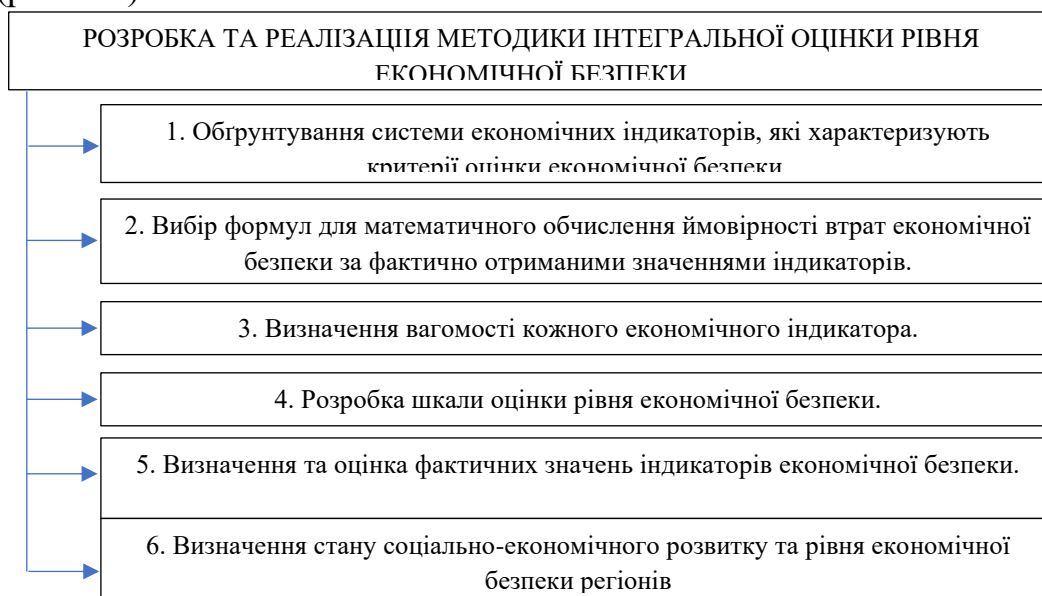 РОЗРОБКА ТА РЕАЛІЗАЦІІЯ МЕТОДИКИ ІНТЕГРАЛЬНОЇ ОЦІНКИ РІВНЯ
ЕКОНОМІЧНОЇ БЕЗПЕКИ
1. Обґрунтування системи економічних індикаторів, які характеризують
критерії оцінки економічної безпеки
2. Вибір формул для математичного обчислення ймовірності втрат економічної
безпеки за фактично отриманими значеннями індикаторів.
3. Визначення вагомості кожного економічного індикатора.
4. Розробка шкали оцінки рівня економічної безпеки.
5. Визначення та оцінка фактичних значень індикаторів економічної безпеки.
6. Визначення стану соціально-економічного розвитку та рівня економічної
безпеки регіонів